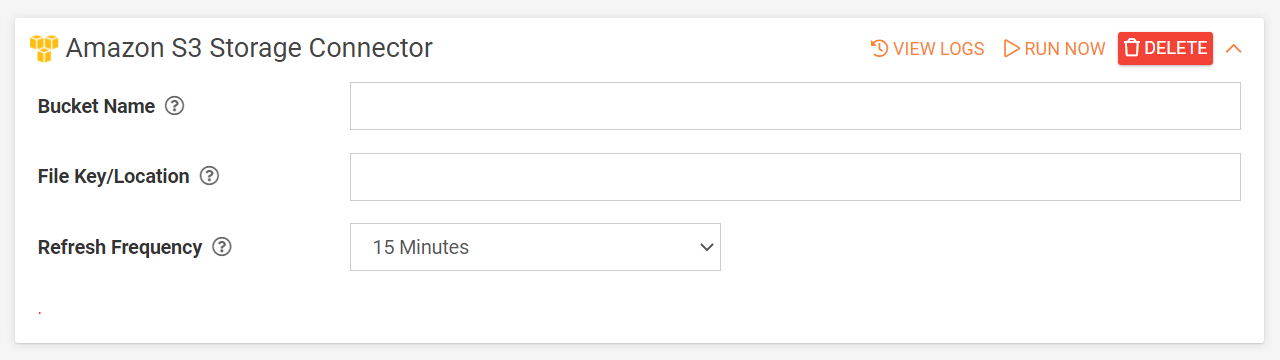 Amazon S3 Storage Connector VIEW LOGS RUN NOW DELETE
Bucket Name ?
File Key/Location ?
Refresh Frequency ? 15 Minutes
.